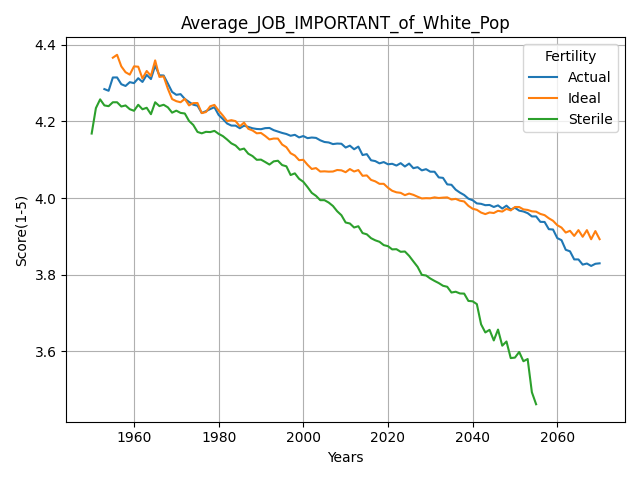 Average_JOB_IMPORTANT_of_White_Pop
Fertility
Actual
Ideal
Sterile
Score(1-5)
4.4
4.2
4.0
3.8
3.6
1960 1980 2000 2020 2040 2060
Years